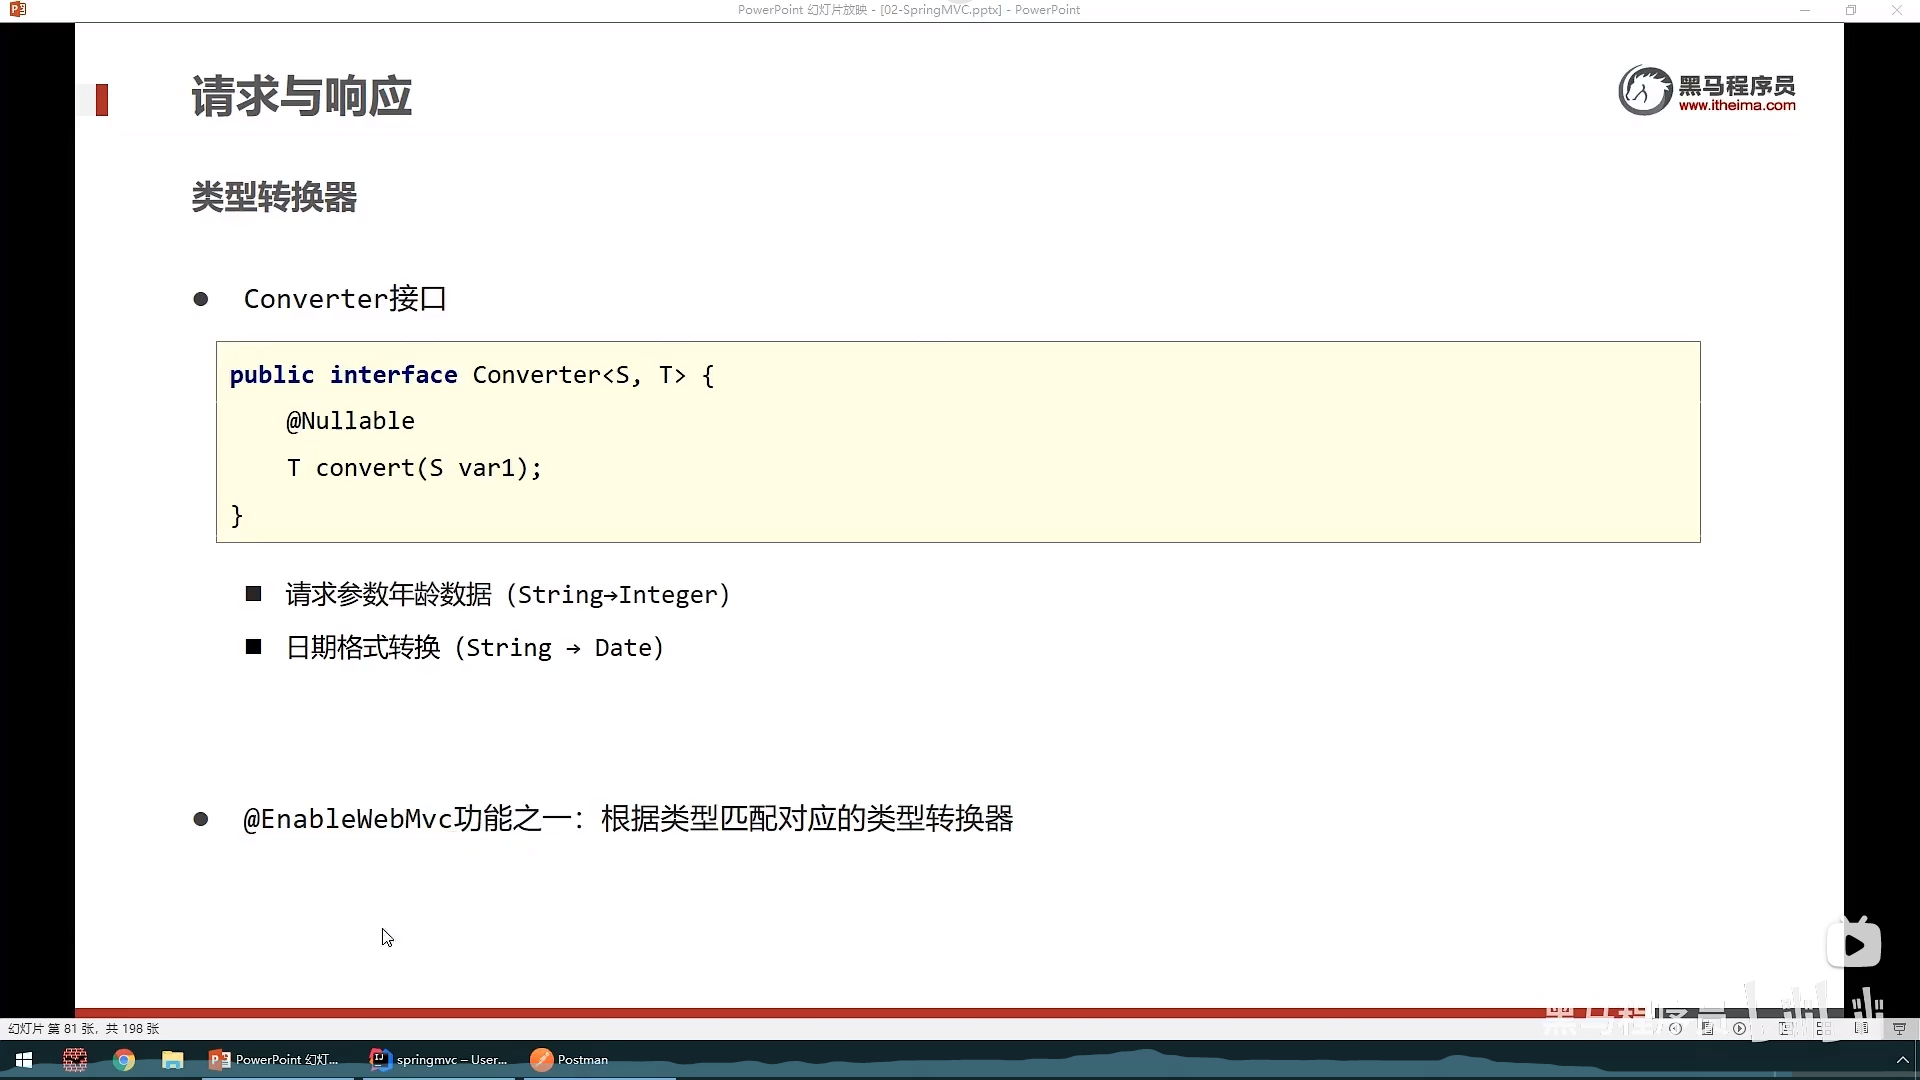 PowerPoint 幻灯片放映 - [02-SpringMVC.pptx] - PowerPoint
请求与响应
黑马程序员
www.itheima.com
类型转换器
Converter接口
public interface Converter<S, T> {
@Nullable
T convert(S var1);
}
请求参数年龄数据（String→Integer）
日期格式转换（String → Date）
@EnableWebMvc功能之一：根据类型匹配对应的类型转换器
黑马程序员
幻灯片 第 81 张，共 198 张
PowerPoint 幻灯...
springmvc – User...
Postman